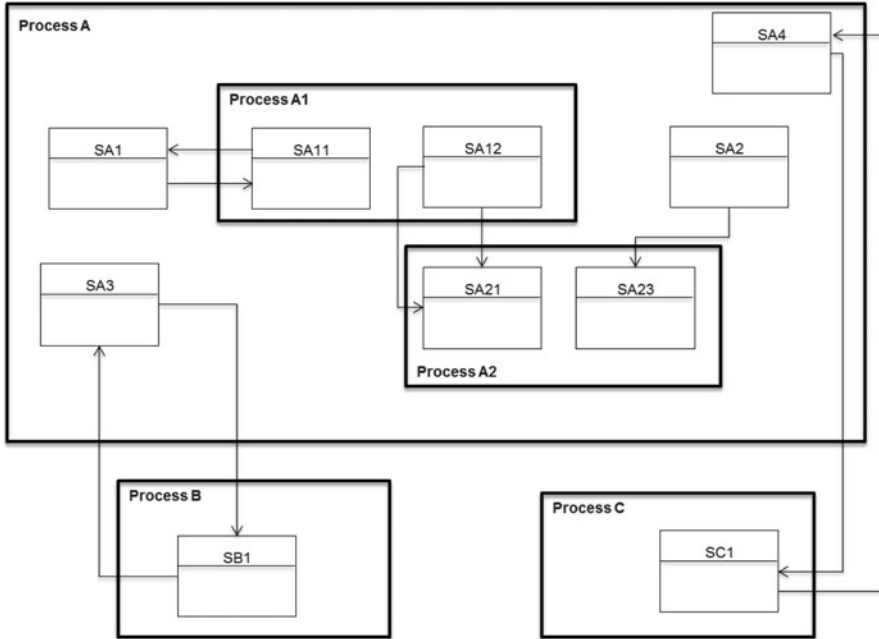 Process A
SA4
Process A1
SA1
SA11
SA12
SA2
SA3
SA21
SA23
Process A2
Process B
SB1
Process C
SC1